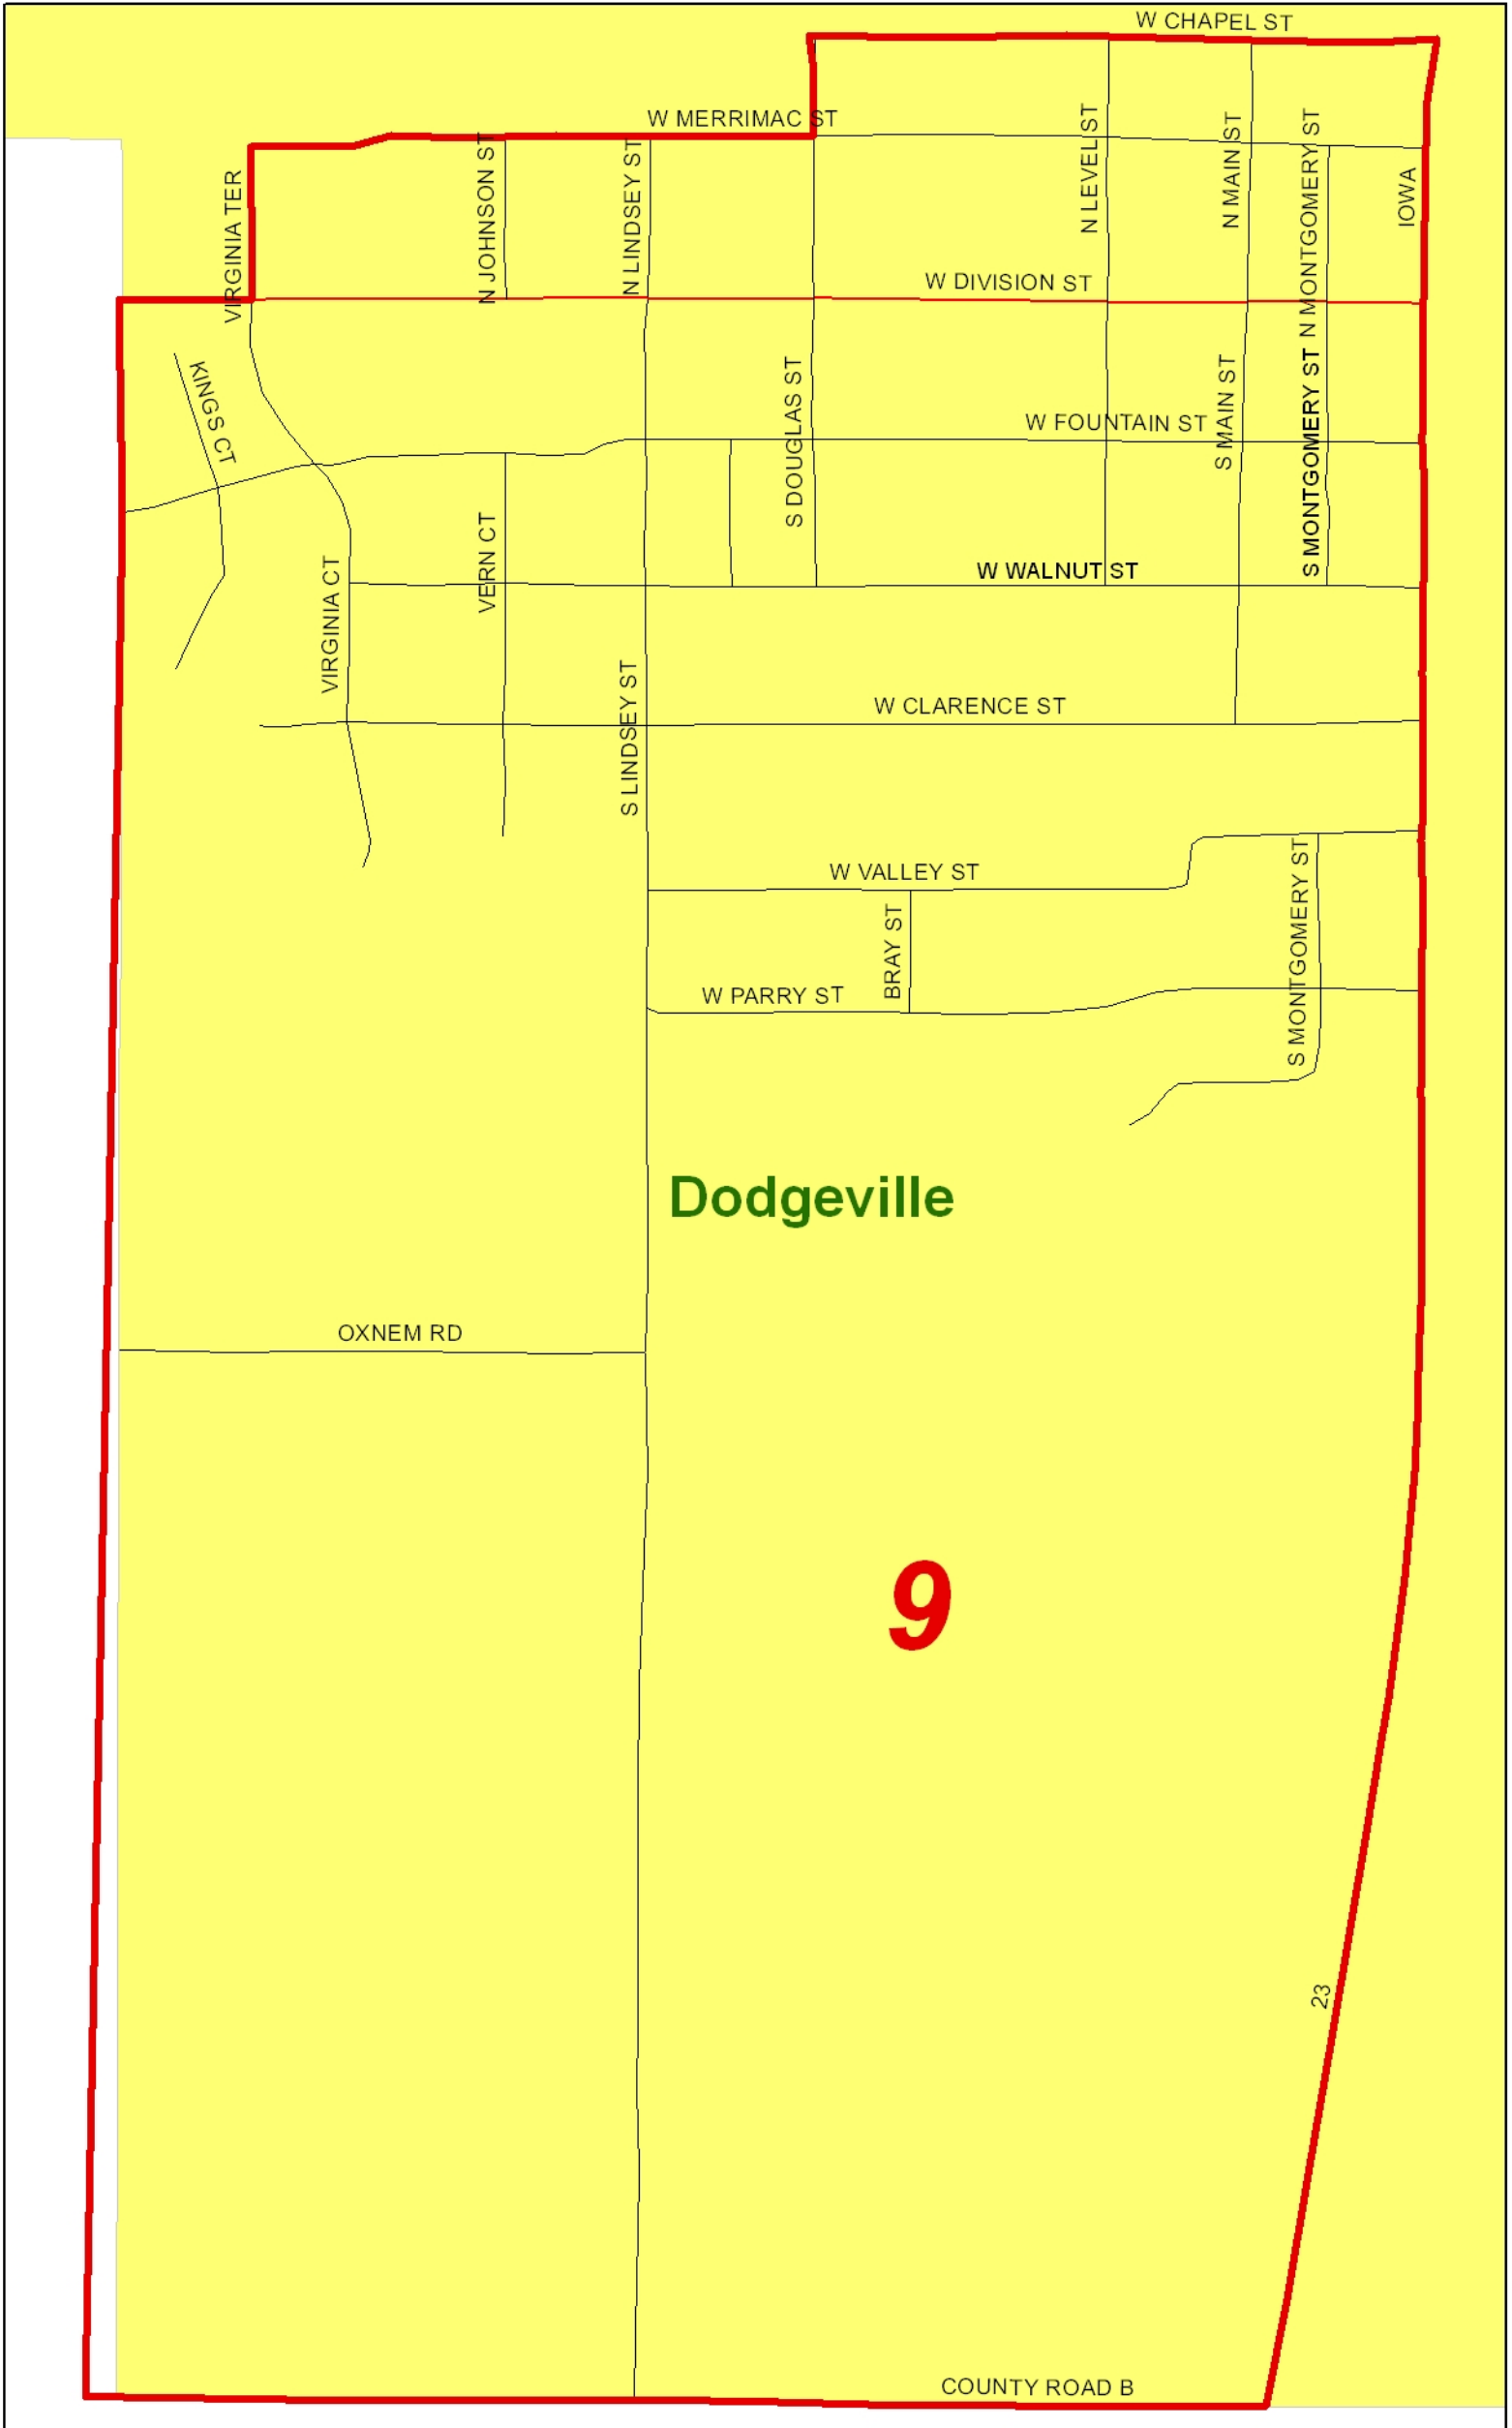 W CHAPEL ST
W MERRIMAC ST
VIRGINIA TER
N JOHNSON ST
N LINDSEY ST
N LEVEL ST
N MAIN ST
N MONTGOMERY ST
IOWA
W DIVISION ST
KINGS CT
S DOUGLAS ST
W FOUNTAIN ST
S MAIN ST
S MONTGOMERY ST
VIRGINIA CT
VERN CT
W WALNUT ST
S LINDSEY ST
W CLARENCE ST
W VALLEY ST
BRAY ST
S MONTGOMERY ST
W PARRY ST
Dodgeville
OXNEM RD
9
23
COUNTY ROAD B